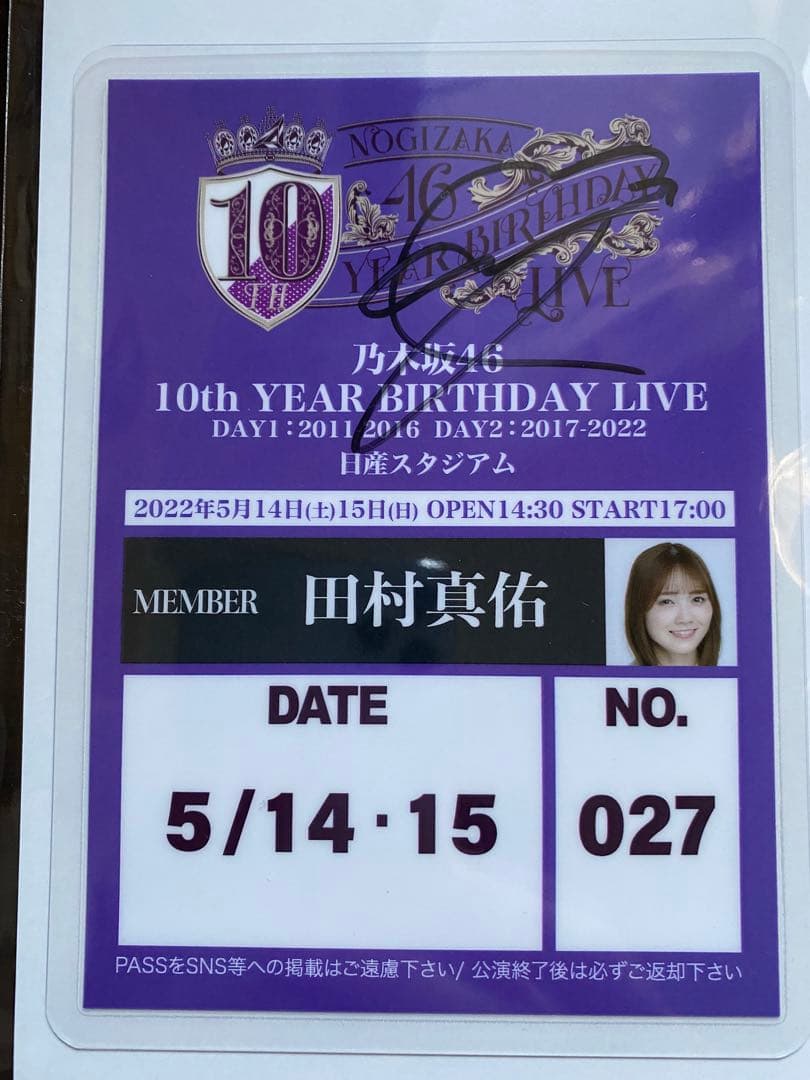 10
TH
NOGIZAKA
46
YEAR BIRTHDAY
LIVE
乃木坂46
10th YEAR BIRTHDAY LIVE
DAY1:2011-2016 DAY2:2017-2022
日産スタジアム
2022年5月14日(土)15日(日) OPEN14:30 START17:00
MEMBER 田村真佑
DATE
5/14・15
NO.
027
PASSをSNS等への掲載はご遠慮下さい/ 公演終了後は必ずご返却下さい